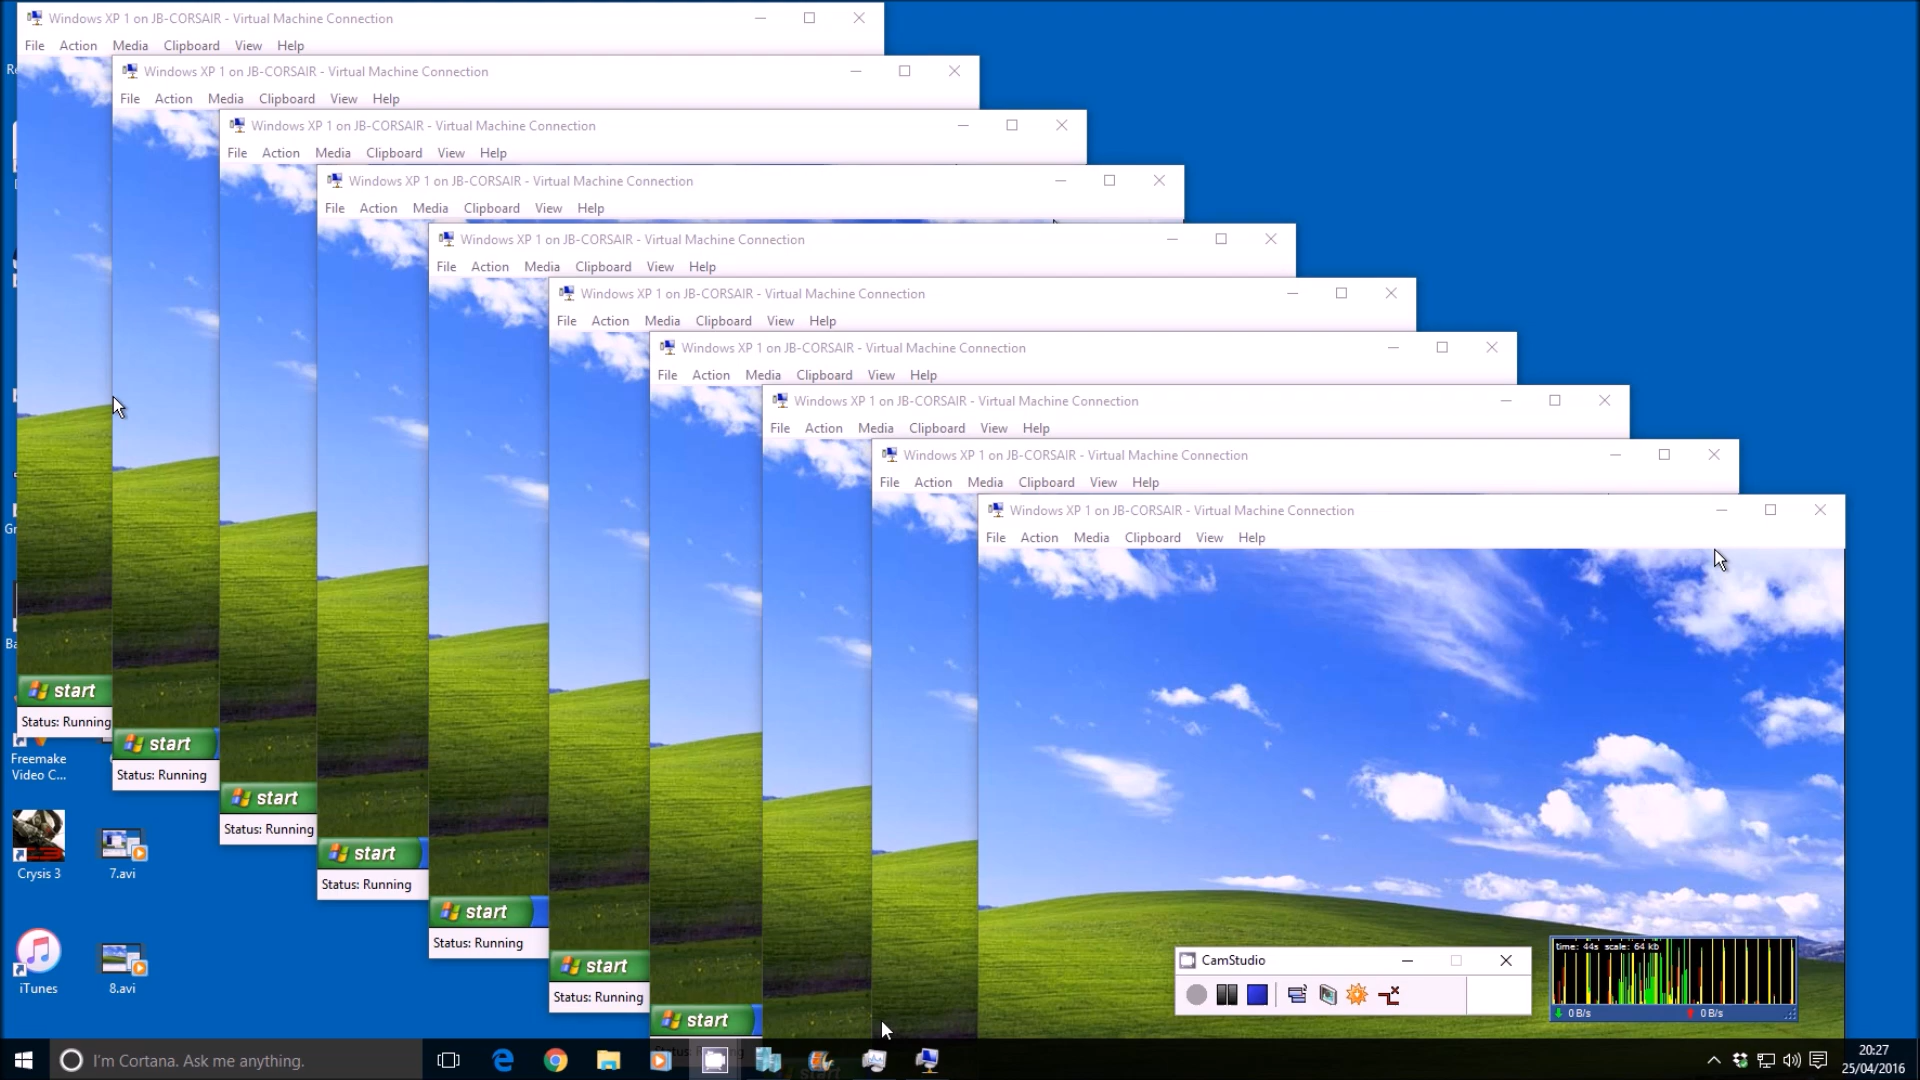 Windows XP 1 on JB-CORSAIR - Virtual Machine Connection
File Action Media Clipboard View Help
Windows XP 1 on JB-CORSAIR - Virtual Machine Connection
File Action Media Clipboard View Help
Windows XP 1 on JB-CORSAIR - Virtual Machine Connection
File Action Media Clipboard View Help
Windows XP 1 on JB-CORSAIR - Virtual Machine Connection
File Action Media Clipboard View Help
Windows XP 1 on JB-CORSAIR - Virtual Machine Connection
File Action Media Clipboard View Help
Windows XP 1 on JB-CORSAIR - Virtual Machine Connection
File Action Media Clipboard View Help
Windows XP 1 on JB-CORSAIR - Virtual Machine Connection
File Action Media Clipboard View Help
Windows XP 1 on JB-CORSAIR - Virtual Machine Connection
File Action Media Clipboard View Help
Windows XP 1 on JB-CORSAIR - Virtual Machine Connection
File Action Media Clipboard View Help
Windows XP 1 on JB-CORSAIR - Virtual Machine Connection
File Action Media Clipboard View Help
start
Status: Running
start
Status: Running
start
Status: Running
start
Status: Running
start
Status: Running
start
Status: Running
start
Freemake
Video C...
Crysis 3
7.avi
iTunes
8.avi
CamStudio
time: 44s scale: 64 kb
0 B/s 0 B/s
I'm Cortana. Ask me anything.
20:27
25/04/2016